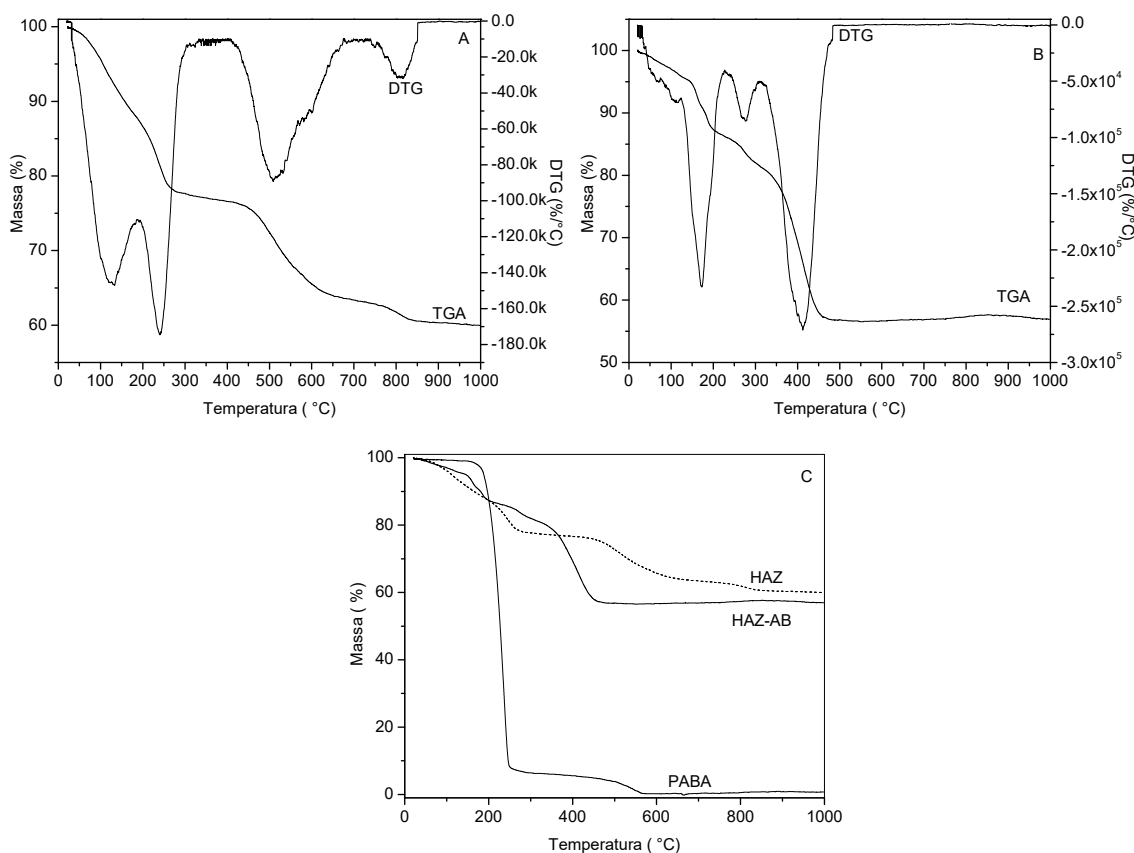 A
DTG
TGA
Massa (%)
100
90
80
70
60
0.0
-20.0k
-40.0k
-60.0k
-80.0k
-100.0k
-120.0k
-140.0k
-160.0k
-180.0k
DTG (%/°C)
0 100 200 300 400 500 600 700 800 900 1000
Temperatura ( °C)
B
DTG
TGA
Massa (%)
100
90
80
70
60
50
0.0
-5.0x10⁴
-1.0x10⁵
-1.5x10⁵
-2.0x10⁵
-2.5x10⁵
-3.0x10⁵
DTG (%/°C)
0 100 200 300 400 500 600 700 800 900 1000
Temperatura ( °C)
C
HAZ
HAZ-AB
PABA
Massa ( %)
100
80
60
40
20
0
0 200 400 600 800 1000
Temperatura ( °C)